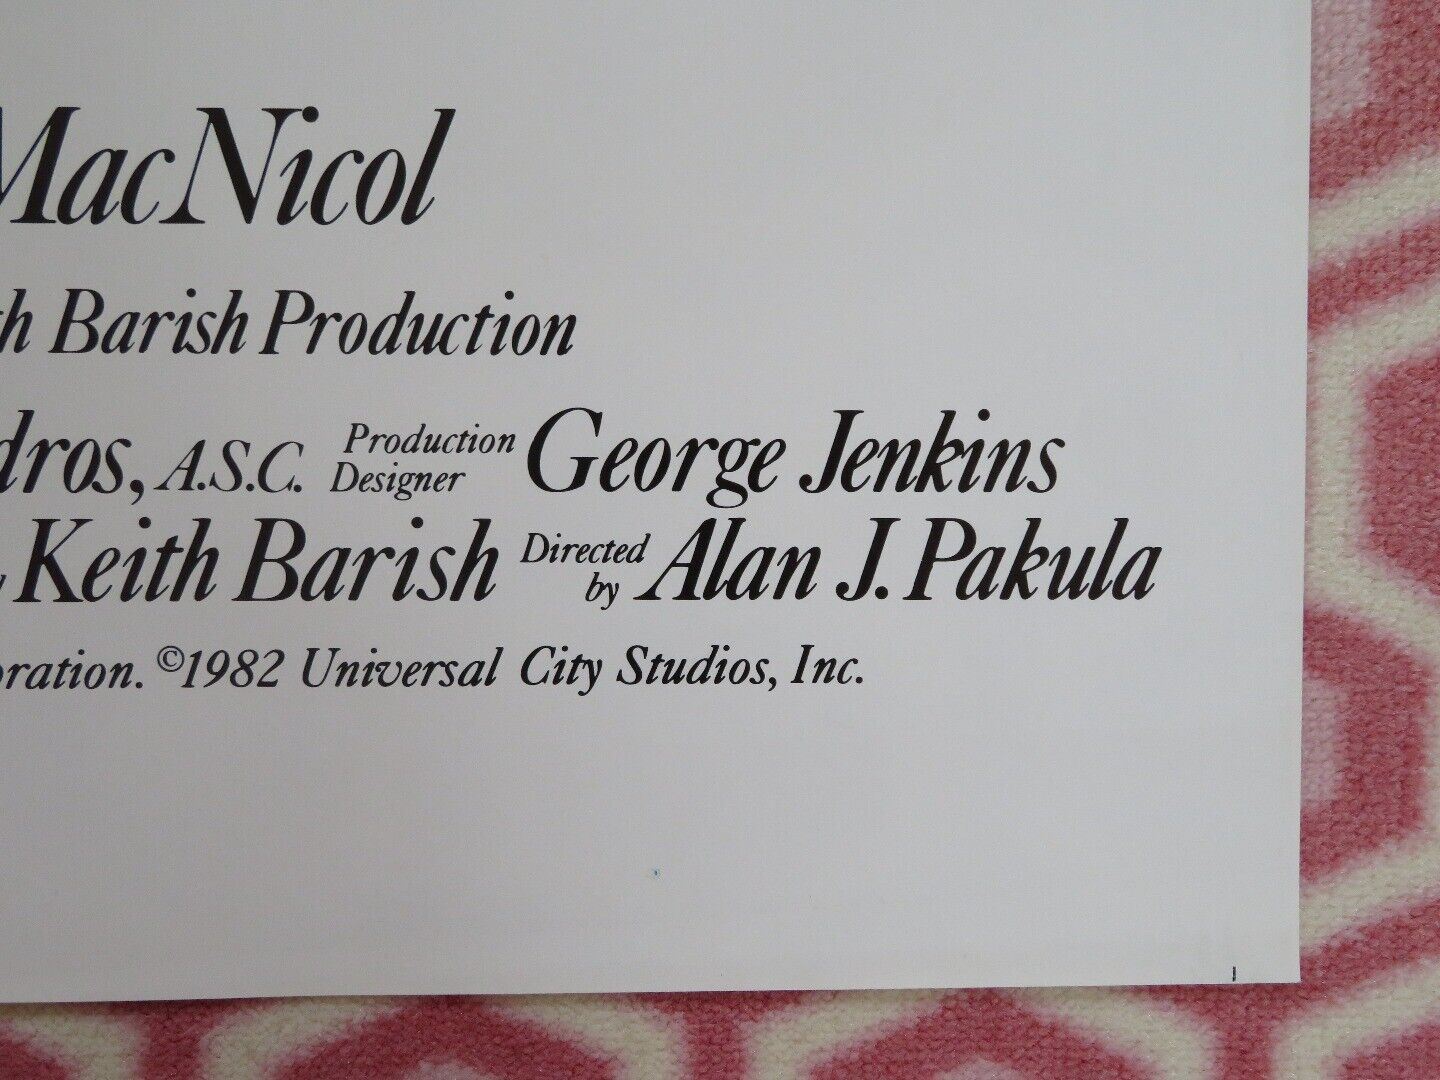 MacNicol
th Barish Production
dros, A.S.C. Production Designer George Jenkins
Keith Barish Directed by Alan J. Pakula
oration. ©1982 Universal City Studios, Inc.